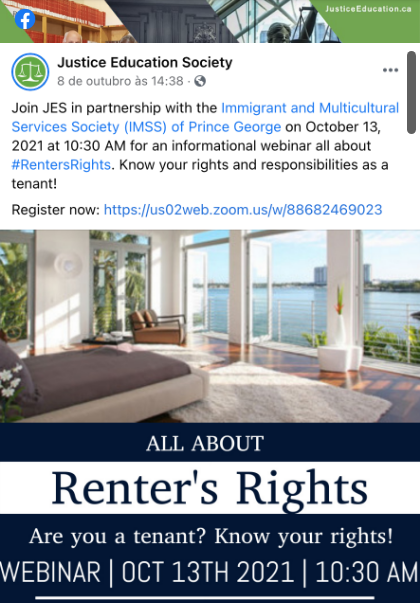 JusticeEducation.ca
Justice Education Society
8 de outubro às 14:38 ·
Join JES in partnership with the Immigrant and Multicultural
Services Society (IMSS) of Prince George on October 13,
2021 at 10:30 AM for an informational webinar all about
#RentersRights. Know your rights and responsibilities as a
tenant!
Register now: https://us02web.zoom.us/w/88682469023
ALL ABOUT
Renter's Rights
Are you a tenant? Know your rights!
WEBINAR | OCT 13TH 2021 | 10:30 AM